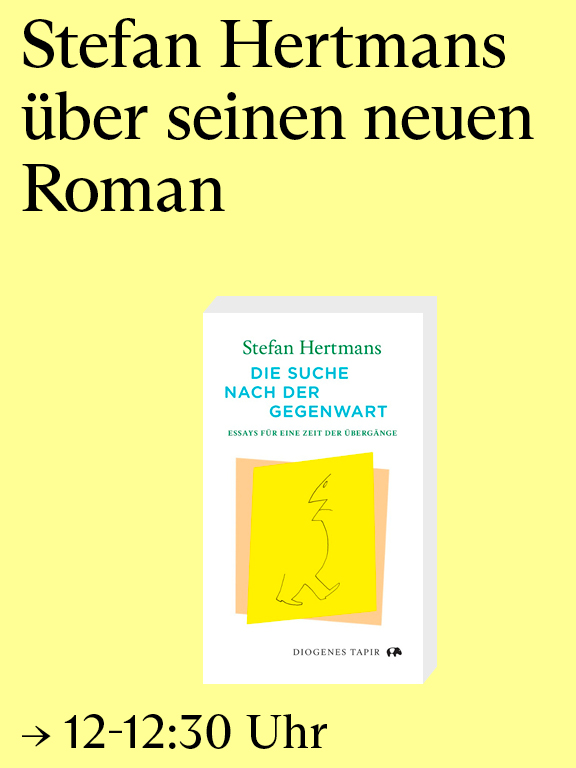 Stefan Hertmans
über seinen neuen
Roman
Stefan Hertmans
DIE SUCHE
NACH DER
GEGENWART
ESSAYS FÜR EINE ZEIT DER ÜBERGÄNGE
DIOGENES TAPIR
→ 12-12:30 Uhr